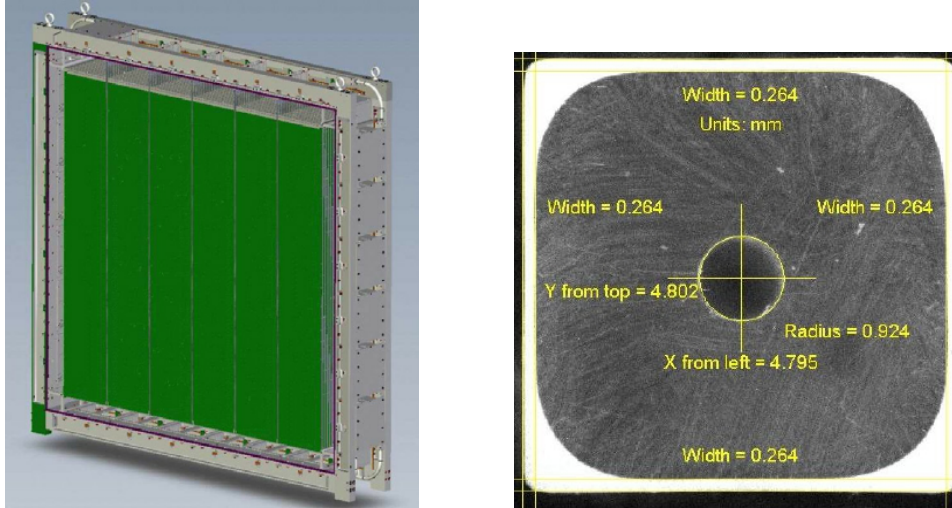 Width = 0.264
Units: mm
Width = 0.264
Width = 0.264
Y from top = 4.802
Radius = 0.924
X from left = 4.795
Width = 0.264